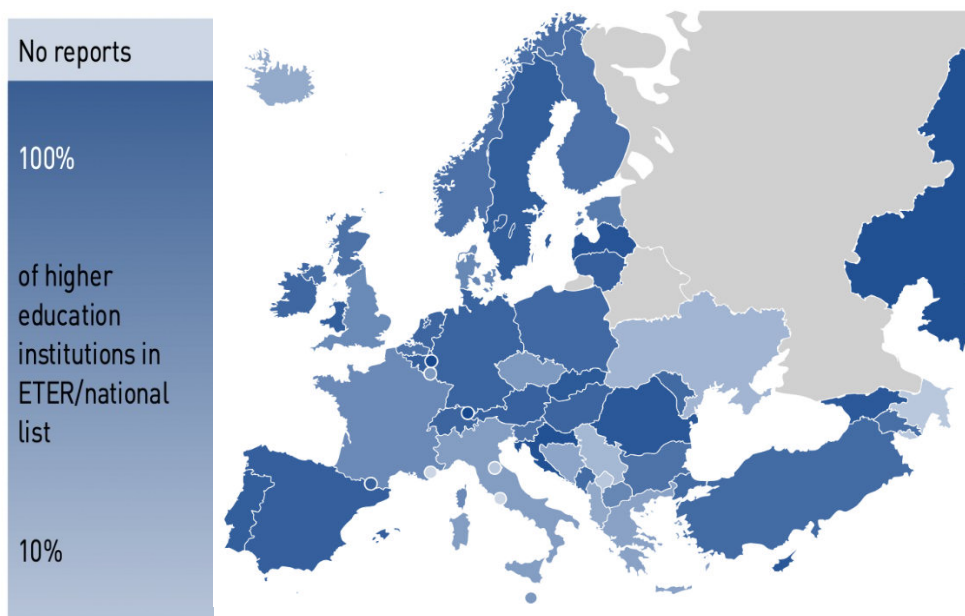 No reports
100%
of higher
education
institutions in
ETER/national
list
10%